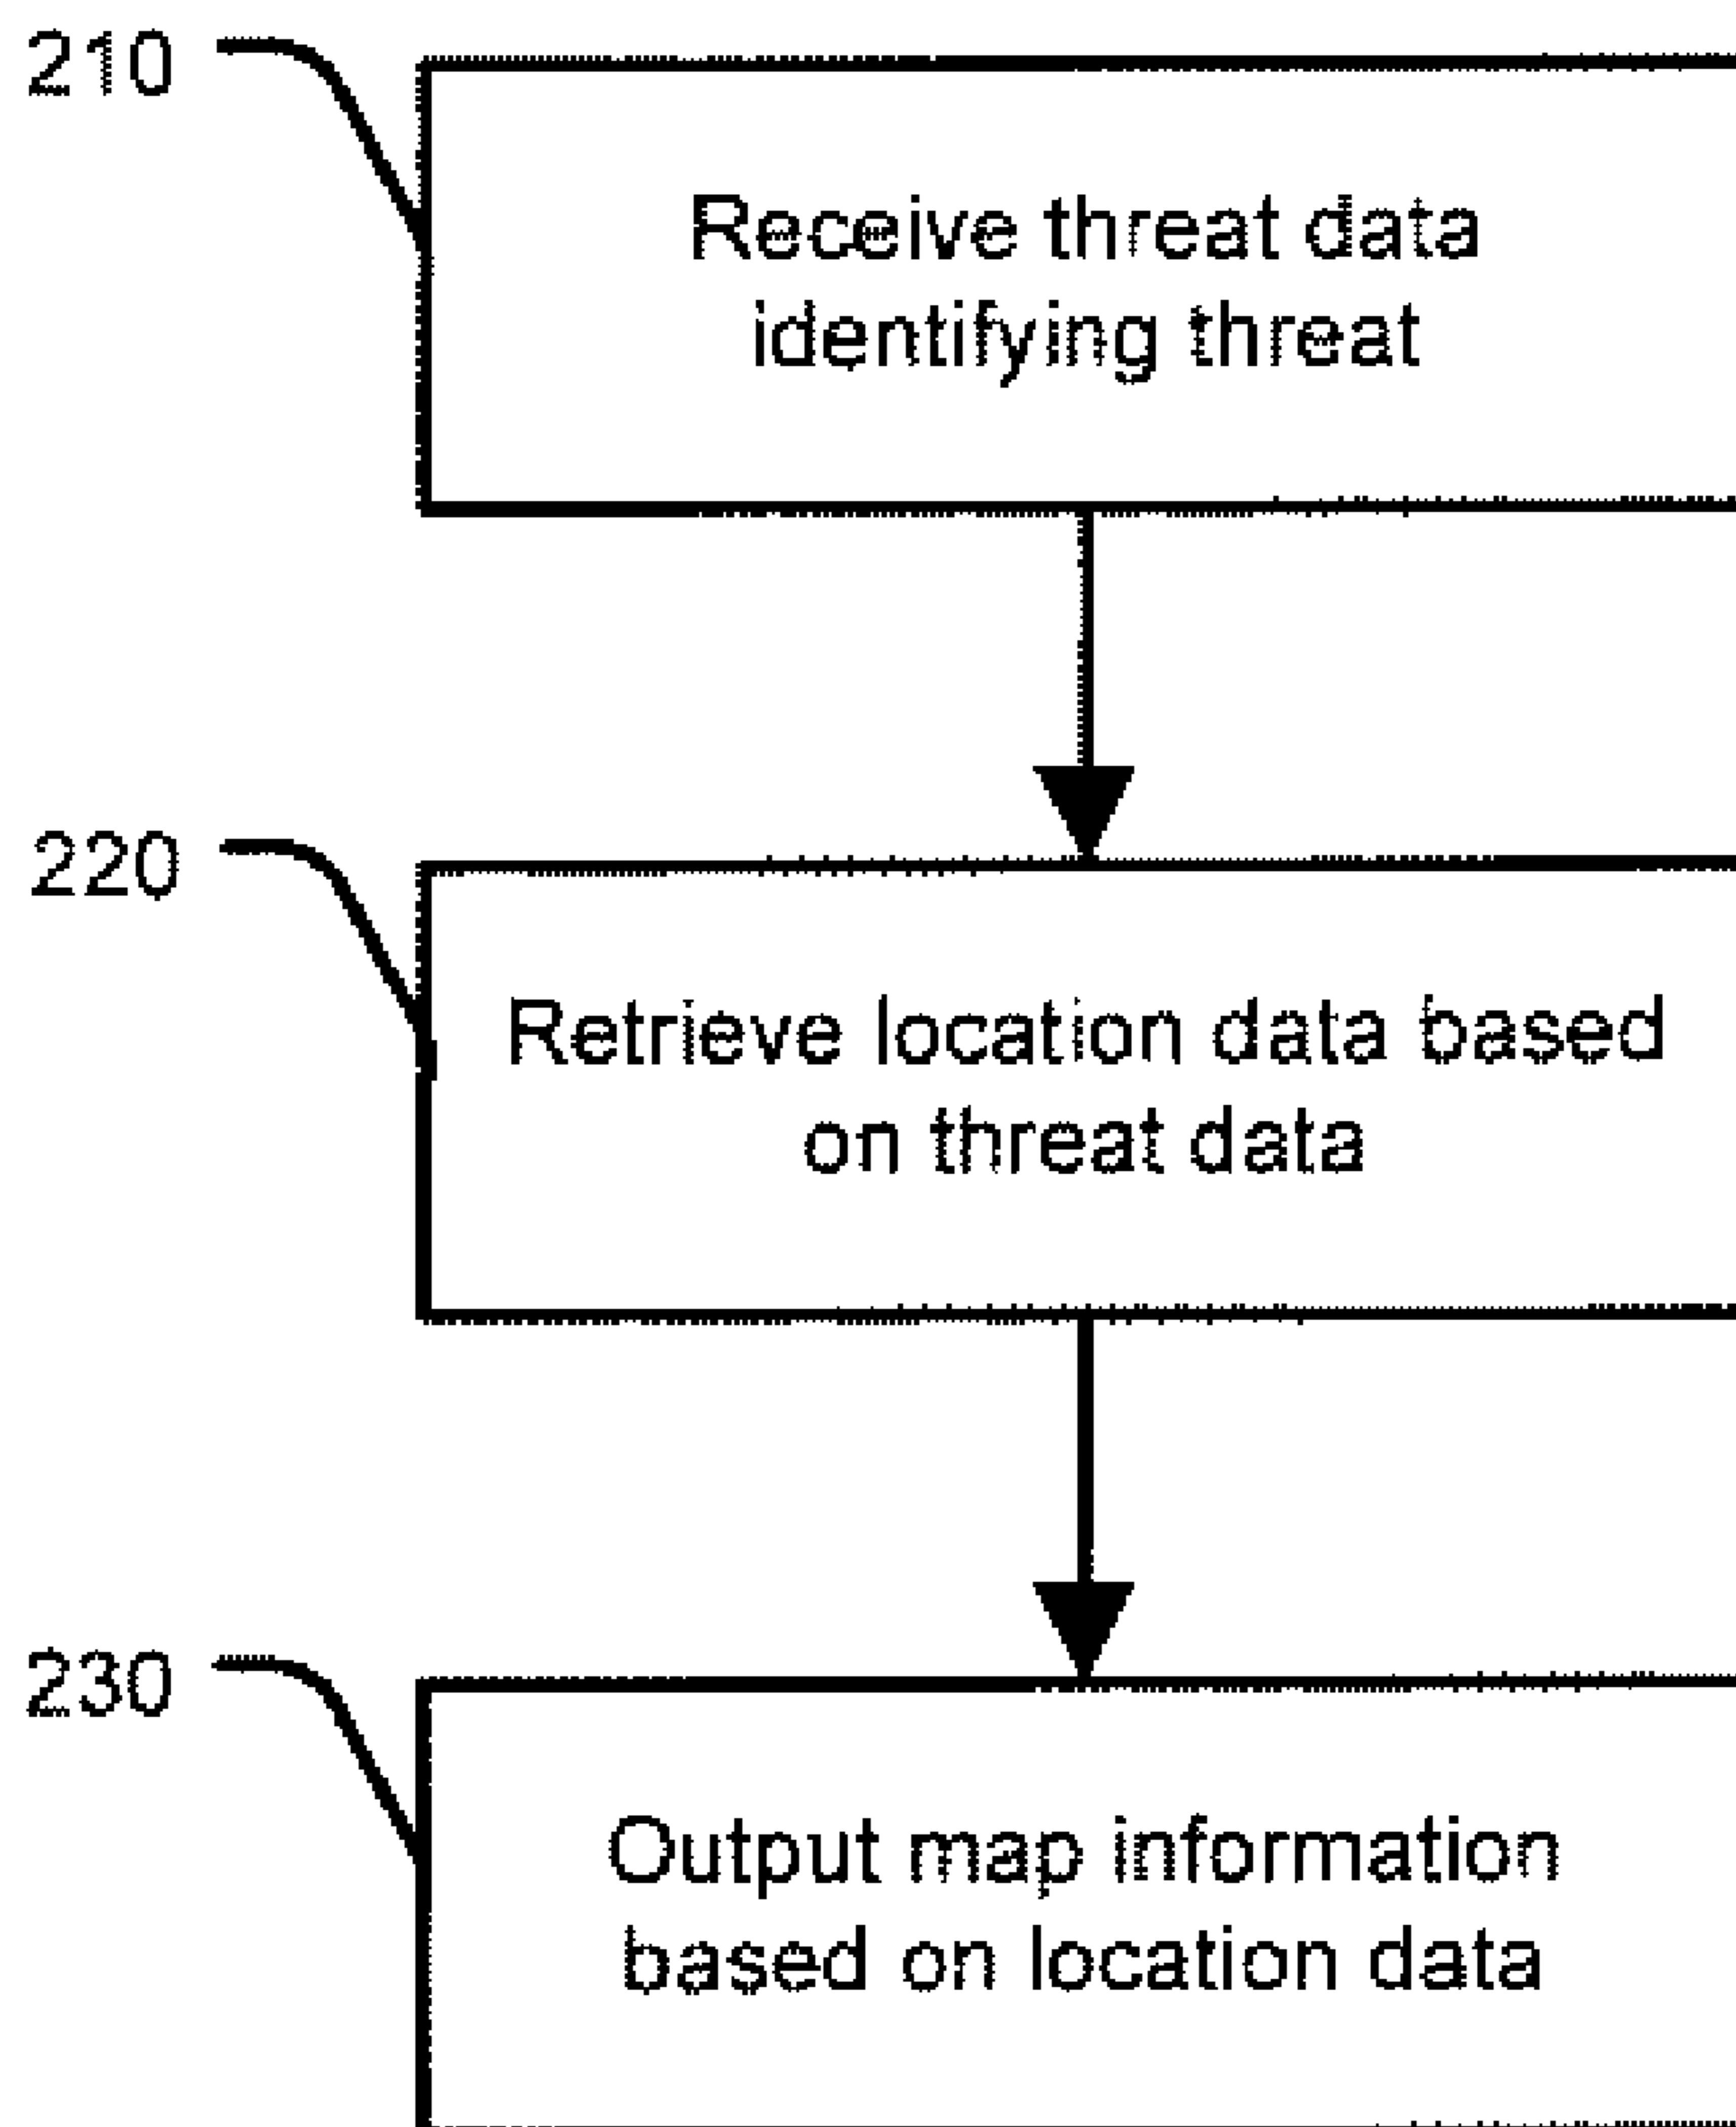 210
Receive threat data
identifying threat
220
Retrieve location data based
on threat data
230
Output map information
based on location data